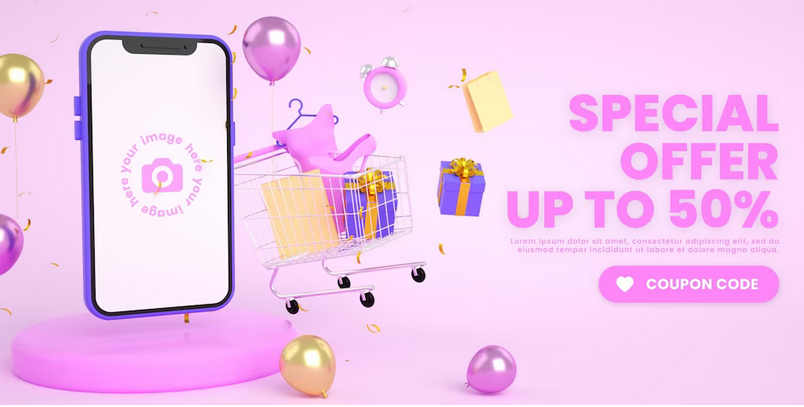 your image here your image here
SPECIAL
OFFER
UP TO 50%
Lorem ipsum dolor sit amet, consectetur adipiscing elit, sed do
eiusmod tempor incididunt ut labore et dolore magna aliqua.
COUPON CODE